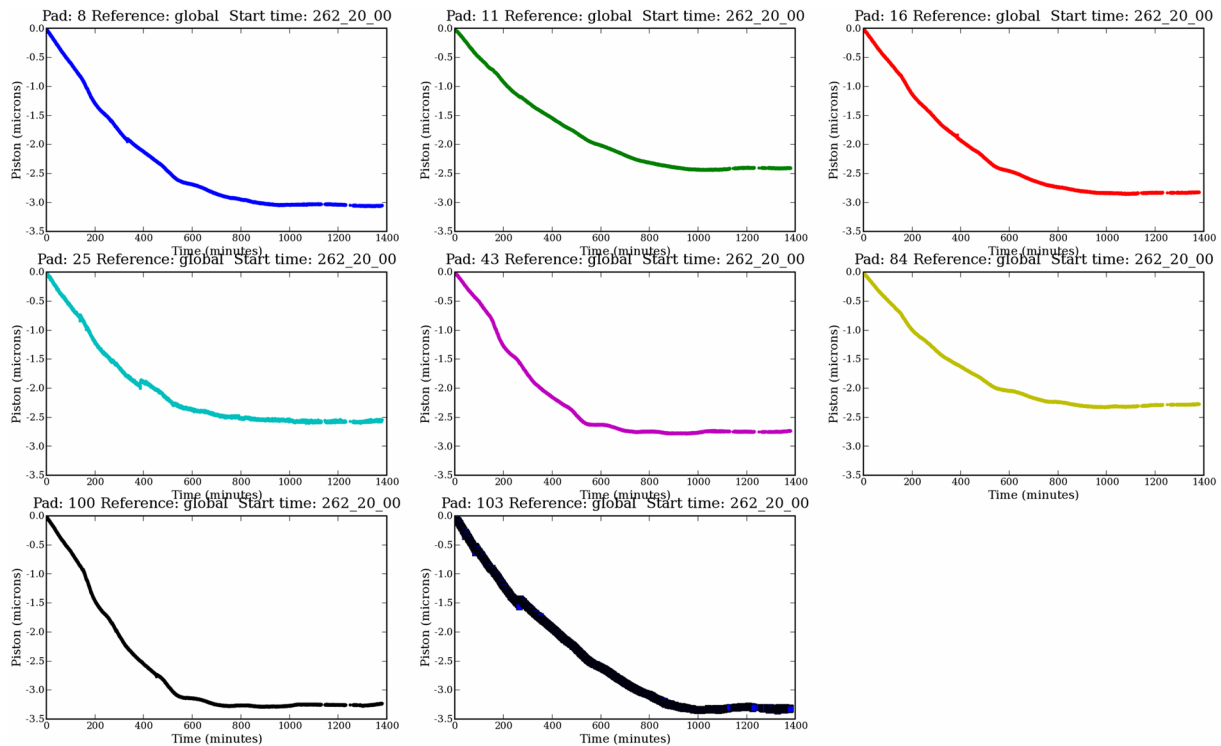 Pad: 8 Reference: global  Start time: 262_20_00
Pad: 11 Reference: global  Start time: 262_20_00
Pad: 16 Reference: global  Start time: 262_20_00
Piston (microns)
0.0
-0.5
-1.0
-1.5
-2.0
-2.5
-3.0
-3.5
0 200 400 600 800 1000 1200 1400
Time (minutes)
Piston (microns)
0.0
-0.5
-1.0
-1.5
-2.0
-2.5
-3.0
-3.5
0 200 400 600 800 1000 1200 1400
Time (minutes)
Piston (microns)
0.0
-0.5
-1.0
-1.5
-2.0
-2.5
-3.0
-3.5
0 200 400 600 800 1000 1200 1400
Time (minutes)
Pad: 25 Reference: global  Start time: 262_20_00
Pad: 43 Reference: global  Start time: 262_20_00
Pad: 84 Reference: global  Start time: 262_20_00
Piston (microns)
0.0
-0.5
-1.0
-1.5
-2.0
-2.5
-3.0
-3.5
0 200 400 600 800 1000 1200 1400
Time (minutes)
Piston (microns)
0.0
-0.5
-1.0
-1.5
-2.0
-2.5
-3.0
-3.5
0 200 400 600 800 1000 1200 1400
Time (minutes)
Piston (microns)
0.0
-0.5
-1.0
-1.5
-2.0
-2.5
-3.0
-3.5
0 200 400 600 800 1000 1200 1400
Time (minutes)
Pad: 100 Reference: global  Start time: 262_20_00
Pad: 103 Reference: global  Start time: 262_20_00
Piston (microns)
0.0
-0.5
-1.0
-1.5
-2.0
-2.5
-3.0
-3.5
0 200 400 600 800 1000 1200 1400
Time (minutes)
Piston (microns)
0.0
-0.5
-1.0
-1.5
-2.0
-2.5
-3.0
-3.5
0 200 400 600 800 1000 1200 1400
Time (minutes)